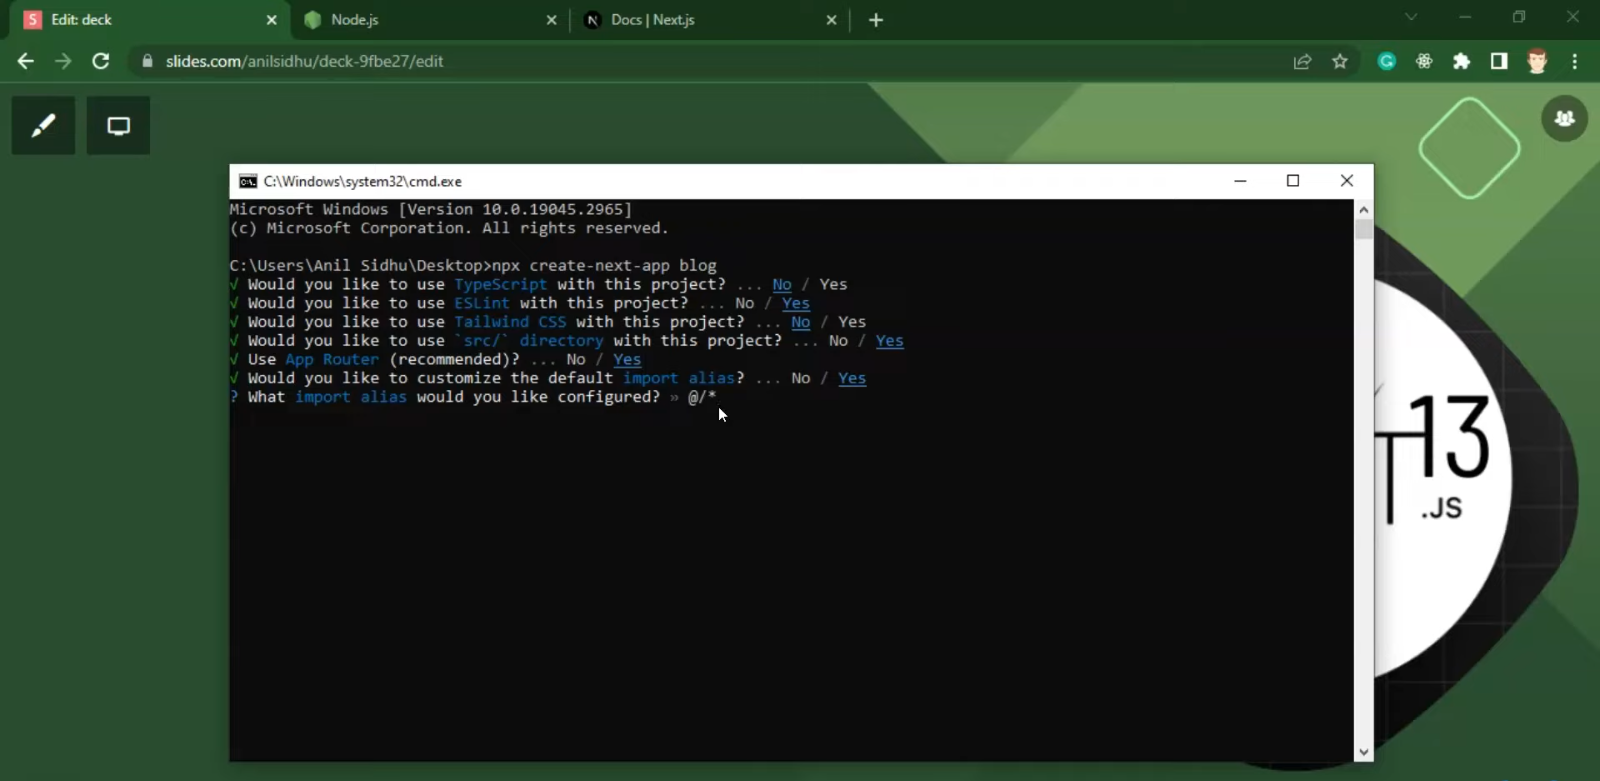 Edit: deck
Node.js
Docs | Next.js
slides.com/anilsidhu/deck-9fbe27/edit
C:\Windows\system32\cmd.exe
Microsoft Windows [Version 10.0.19045.2965]
(c) Microsoft Corporation. All rights reserved.
C:\Users\Anil Sidhu\Desktop>npx create-next-app blog
√ Would you like to use TypeScript with this project? ... No / Yes
√ Would you like to use ESLint with this project? ... No / Yes
√ Would you like to use Tailwind CSS with this project? ... No / Yes
√ Would you like to use `src/` directory with this project? ... No / Yes
√ Use App Router (recommended)? ... No / Yes
√ Would you like to customize the default import alias? ... No / Yes
? What import alias would you like configured? » @/*
13
.JS